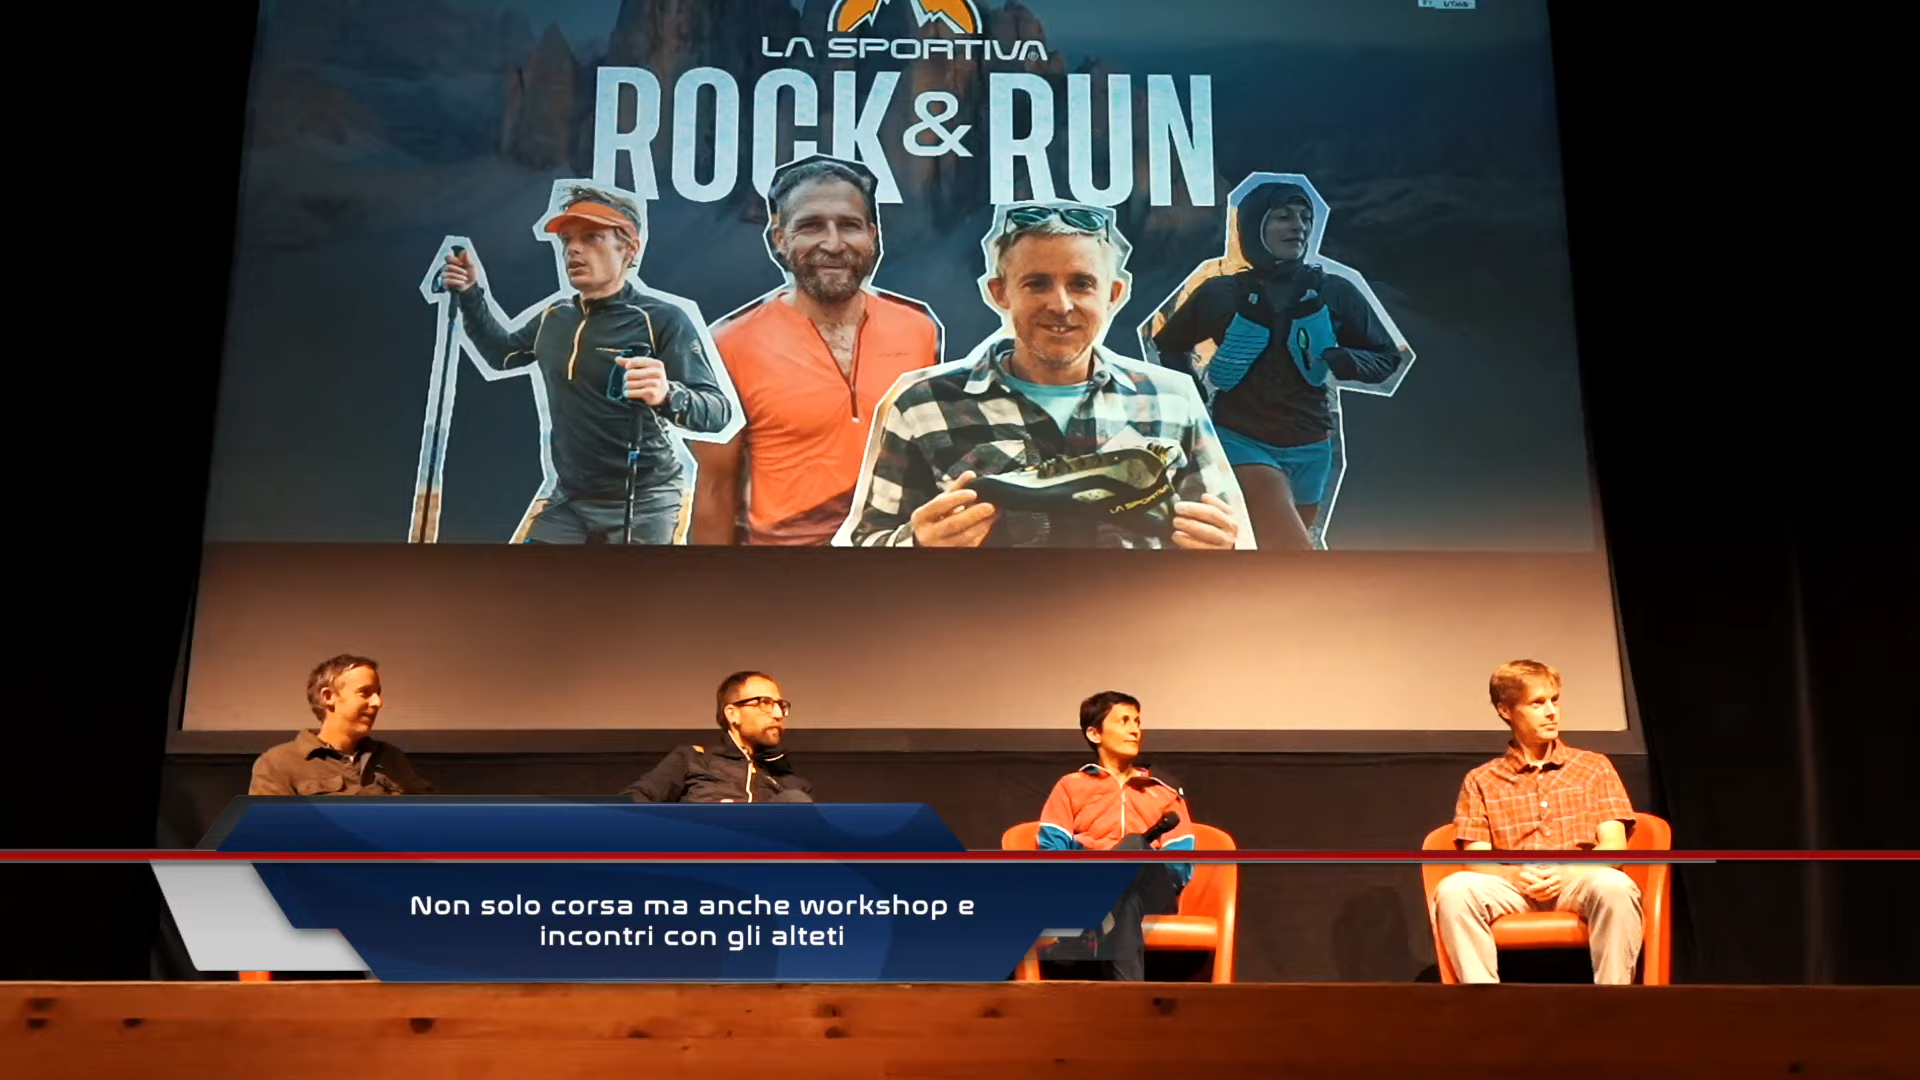 LA SPORTIVA
ROCK & RUN
LA SPORTIVA
Non solo corsa ma anche workshop e
incontri con gli alteti